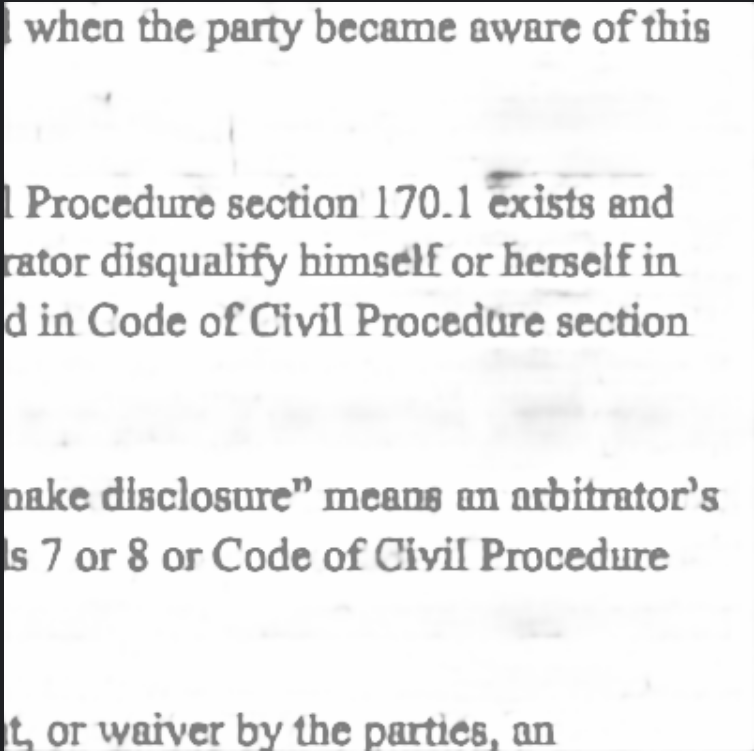 when the party became aware of this
l Procedure section 170.1 exists and
rator disqualify himself or herself in
d in Code of Civil Procedure section
nake disclosure” means an arbitrator’s
ls 7 or 8 or Code of Civil Procedure
t, or waiver by the parties, an